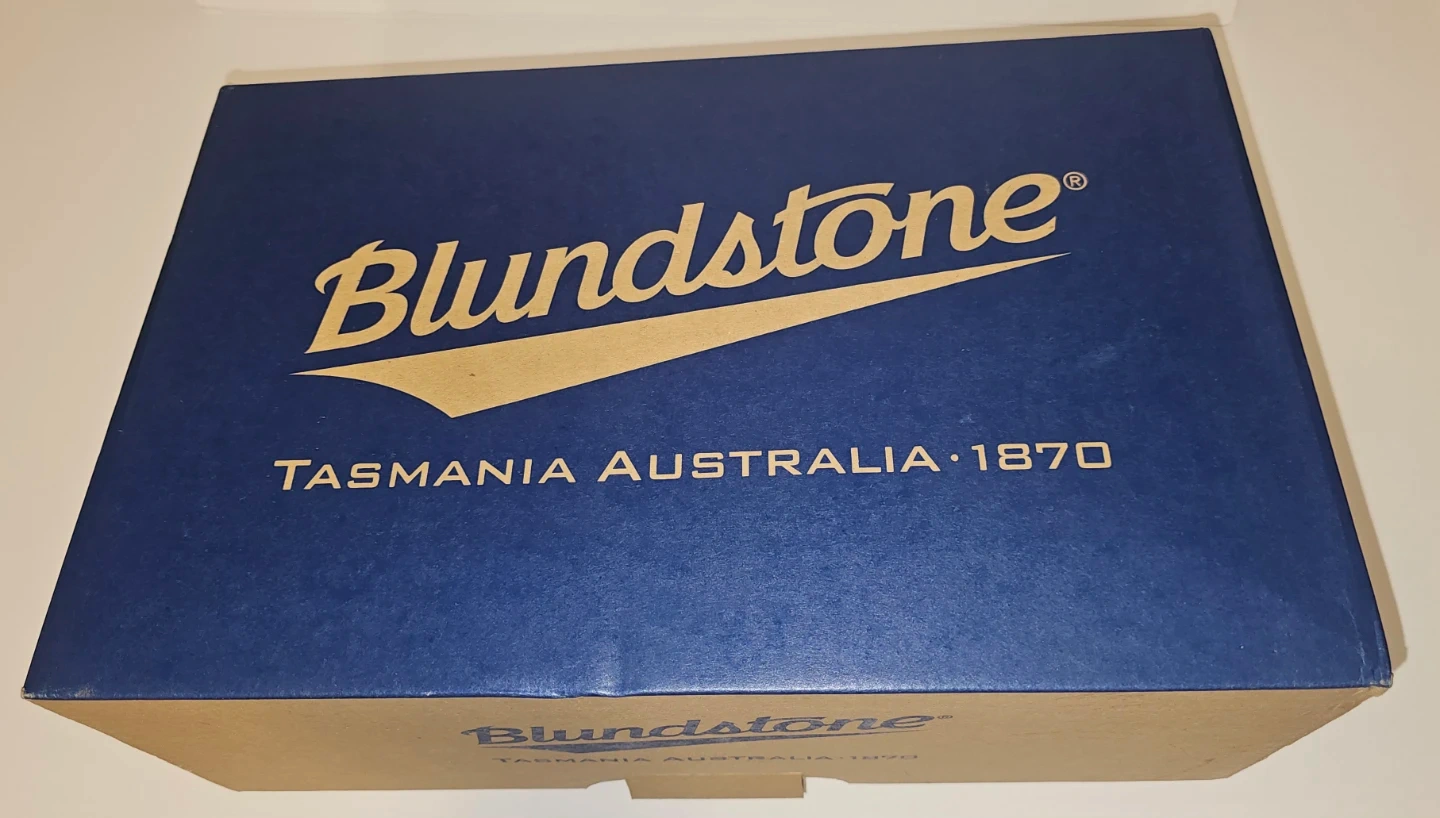 Blundstone®
TASMANIA AUSTRALIA · 1870
Blundstone®
TASMANIA AUSTRALIA · 1870